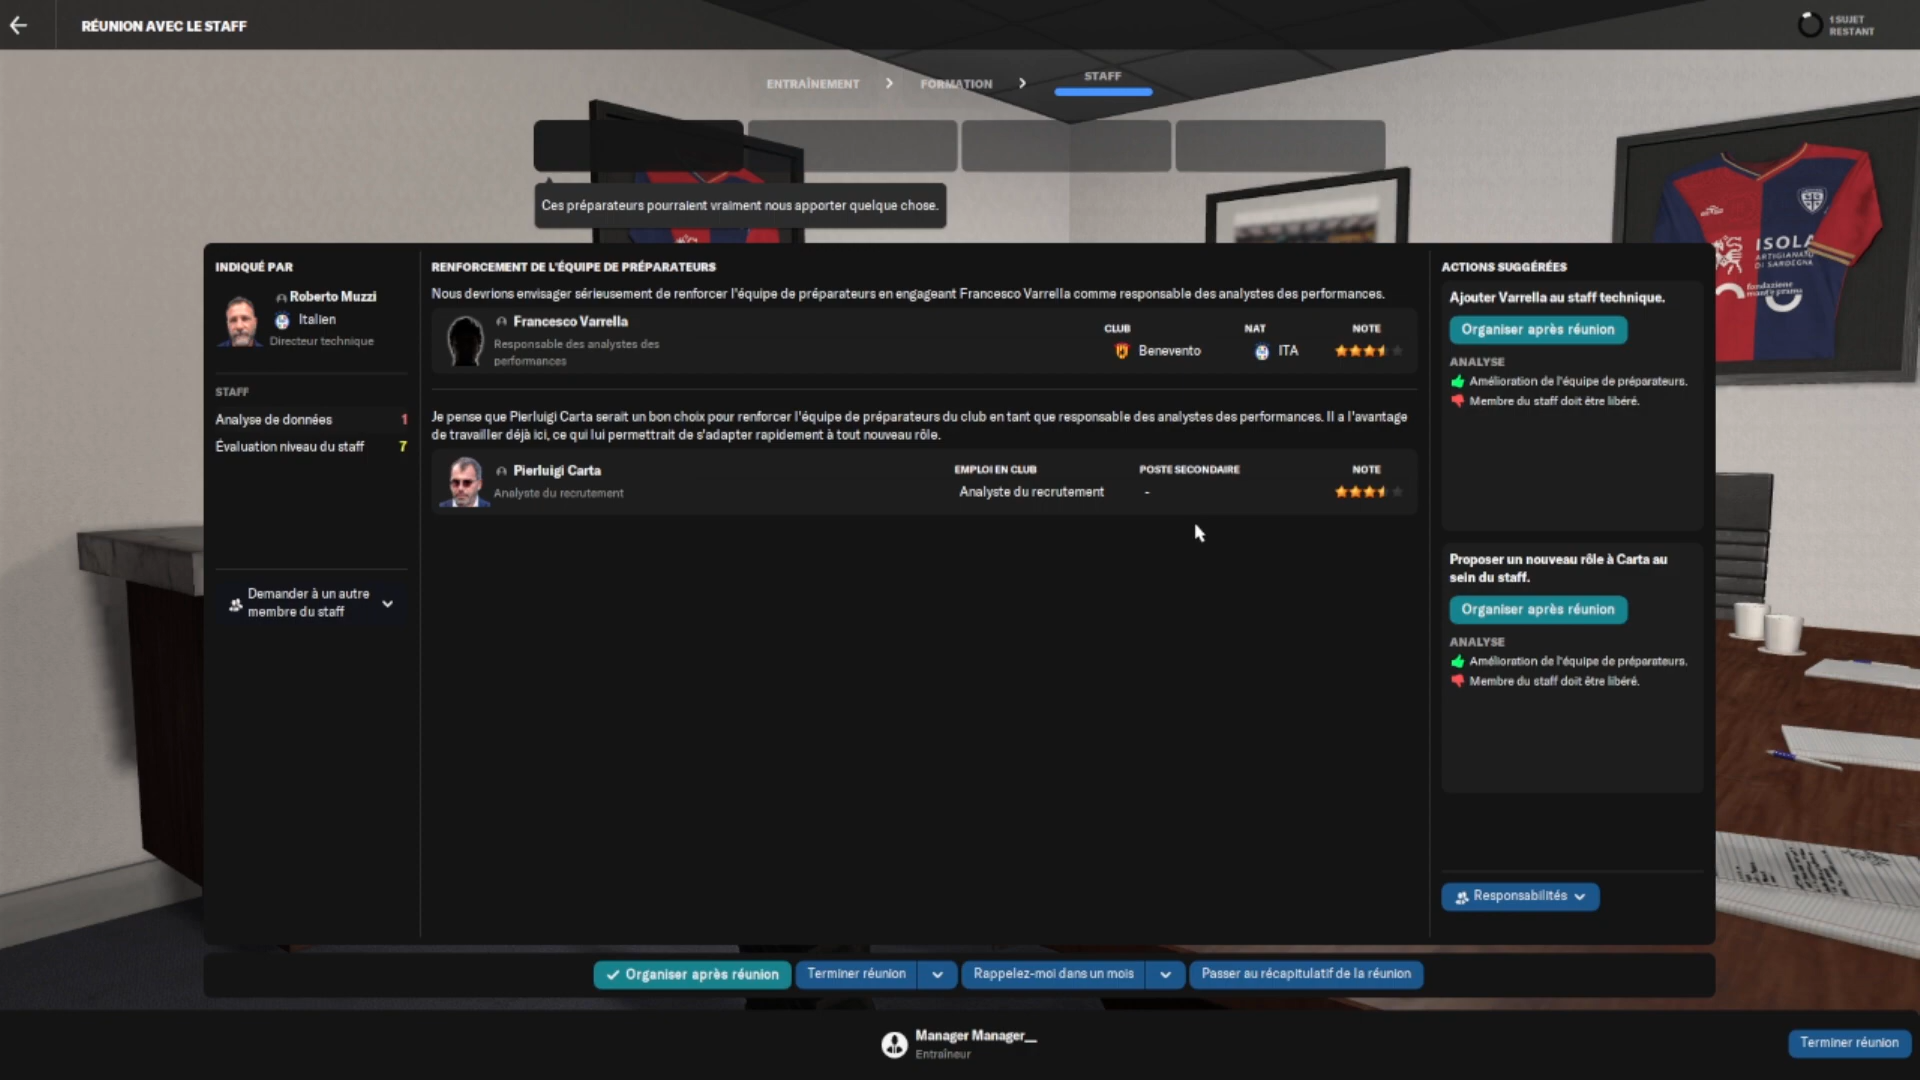 RÉUNION AVEC LE STAFF
1 SUJET
RESTANT
ENTRAÎNEMENT
FORMATION
STAFF
Ces préparateurs pourraient vraiment nous apporter quelque chose.
INDIQUÉ PAR
Roberto Muzzi
Italien
Directeur technique
STAFF
Analyse de données 1
Évaluation niveau du staff 7
Demander à un autre
membre du staff
RENFORCEMENT DE L'ÉQUIPE DE PRÉPARATEURS
Nous devrions envisager sérieusement de renforcer l'équipe de préparateurs en engageant Francesco Varrella comme responsable des analystes des performances.
Francesco Varrella
Responsable des analystes des
performances
CLUB
Benevento
NAT
ITA
NOTE
Je pense que Pierluigi Carta serait un bon choix pour renforcer l'équipe de préparateurs du club en tant que responsable des analystes des performances. Il a l'avantage
de travailler déjà ici, ce qui lui permettrait de s'adapter rapidement à tout nouveau rôle.
Pierluigi Carta
Analyste du recrutement
EMPLOI EN CLUB
Analyste du recrutement
POSTE SECONDAIRE
-
NOTE
ACTIONS SUGGÉRÉES
Ajouter Varrella au staff technique.
Organiser après réunion
ANALYSE
Amélioration de l'équipe de préparateurs.
Membre du staff doit être libéré.
Proposer un nouveau rôle à Carta au
sein du staff.
Organiser après réunion
ANALYSE
Amélioration de l'équipe de préparateurs.
Membre du staff doit être libéré.
Responsabilités
ISOLA
ARTIGIANATO
DI SARDEGNA
fondazione
mont'e prama
Organiser après réunion
Terminer réunion
Rappelez-moi dans un mois
Passer au récapitulatif de la réunion
Manager Manager__
Entraîneur
Terminer réunion